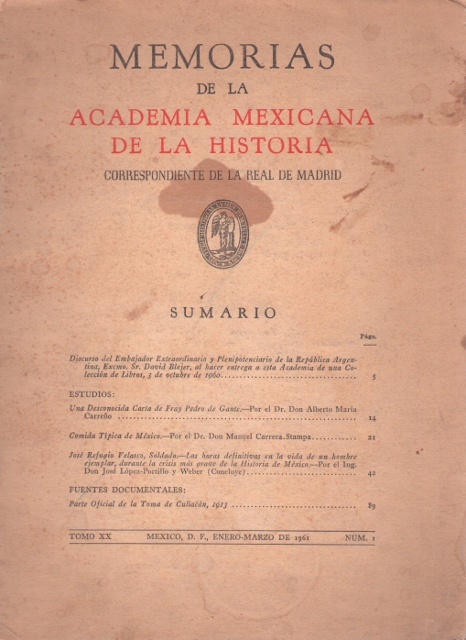 MEMORIAS
DE LA
ACADEMIA MEXICANA
DE LA HISTORIA
CORRESPONDIENTE DE LA REAL DE MADRID
SUMARIO
Págs.
Discurso del Embajador Extraordinario y Plenipotenciario de la República Argen-
tina, Excmo. Sr. David Blejer, al hacer entrega a esta Academia de una Co-
lección de Libros, 3 de octubre de 1960. 5
ESTUDIOS:
Una Desconocida Carta de Fray Pedro de Gante.—Por el Dr. Don Alberto María
Carreño 14
Comida Típica de México.—Por el Dr. Don Manuel Carrera.Stampa 21
José Refugio Velasco, Soldado.—Las horas definitivas en la vida de un hombre
ejemplar, durante la crisis más grave de la Historia de México.—Por el Ing.
Don José López-Portillo y Weber (Concluye) 42
FUENTES DOCUMENTALES:
Parte Oficial de la Toma de Culiacán, 1913 89
TOMO XX MEXICO, D. F., ENERO-MARZO DE 1961 NUM. 1